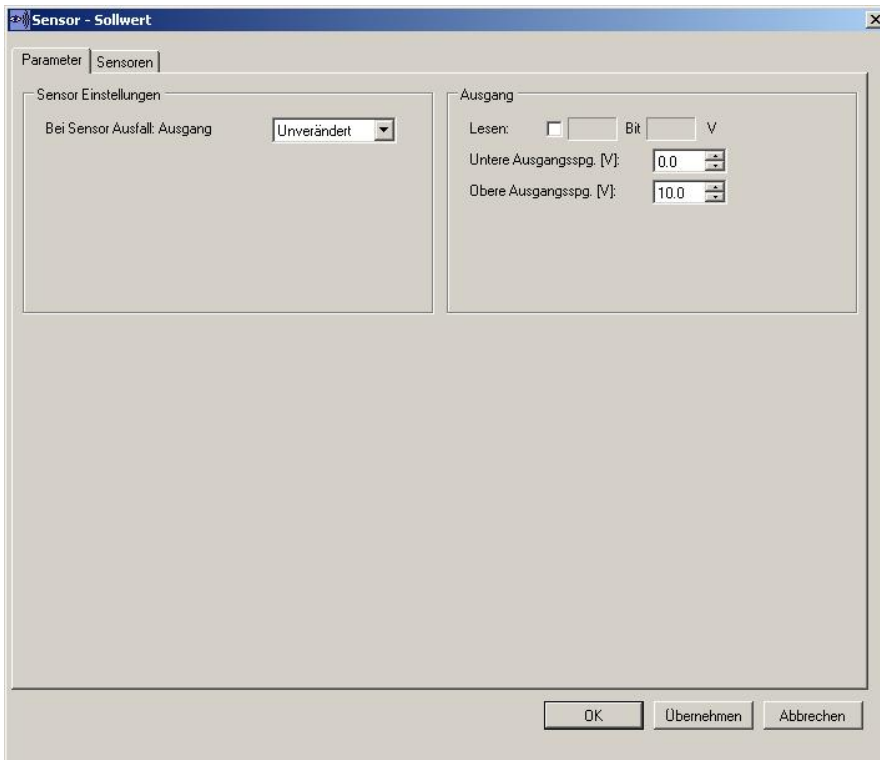 Sensor - Sollwert
Parameter
Sensoren
Sensor Einstellungen
Bei Sensor Ausfall: Ausgang
Unverändert
Ausgang
Lesen:
Bit
V
Untere Ausgangsspg. [V]:
0.0
Obere Ausgangsspg. [V]:
10.0
OK
Übernehmen
Abbrechen